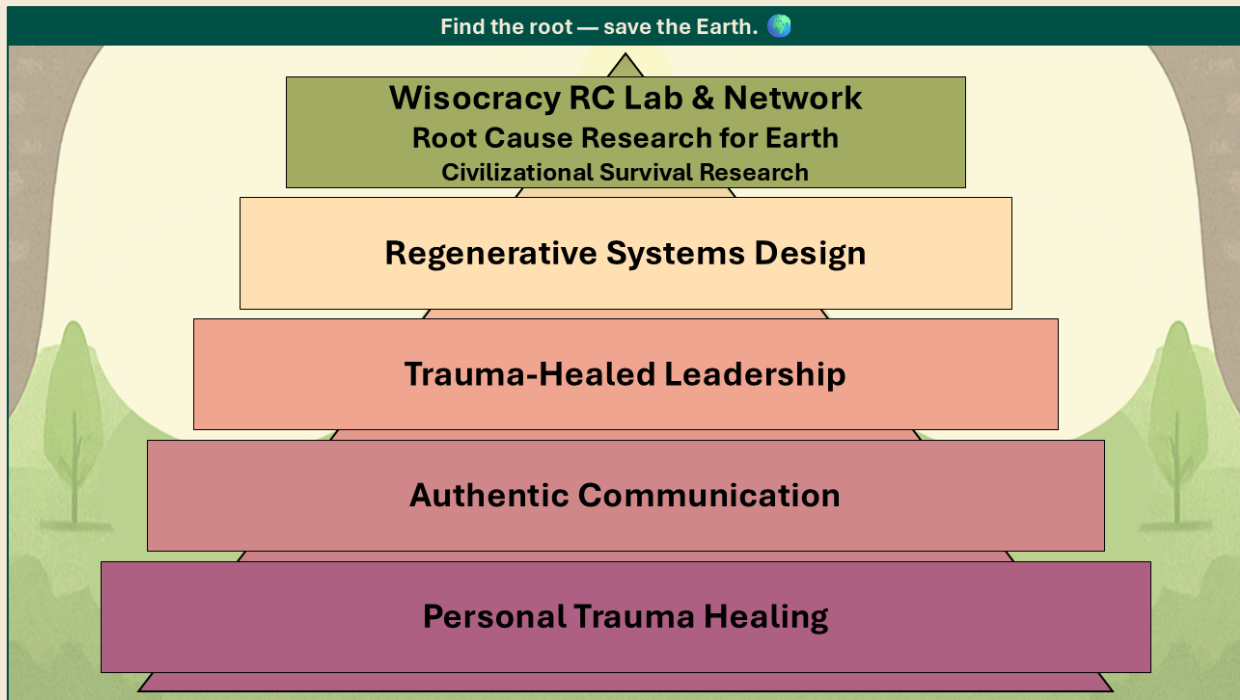 Find the root — save the Earth. 🌍
Wisocracy RC Lab & Network
Root Cause Research for Earth
Civilizational Survival Research
Regenerative Systems Design
Trauma-Healed Leadership
Authentic Communication
Personal Trauma Healing